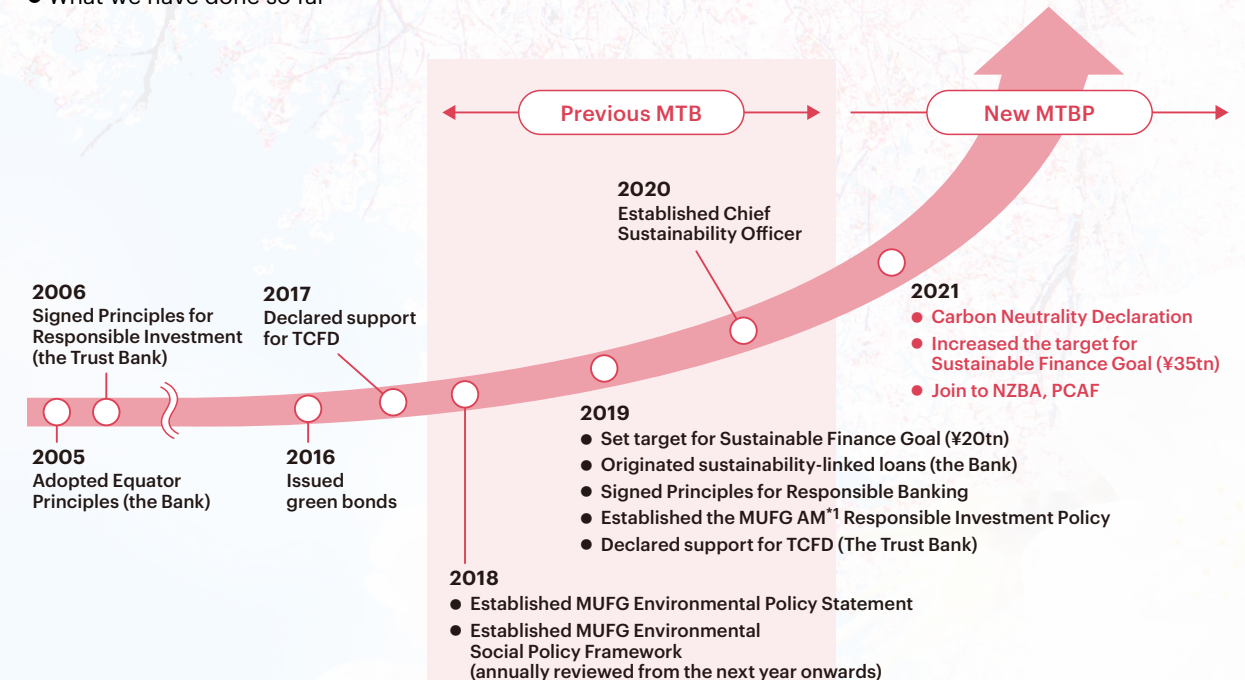 ● What we have done so far
Previous MTB
New MTBP
2020
Established Chief
Sustainability Officer
2006
Signed Principles for
Responsible Investment
(the Trust Bank)
2017
Declared support
for TCFD
2021
● Carbon Neutrality Declaration
● Increased the target for
Sustainable Finance Goal (¥35tn)
● Join to NZBA, PCAF
2005
Adopted Equator
Principles (the Bank)
2016
Issued
green bonds
2019
● Set target for Sustainable Finance Goal (¥20tn)
● Originated sustainability-linked loans (the Bank)
● Signed Principles for Responsible Banking
● Established the MUFG AM*1 Responsible Investment Policy
● Declared support for TCFD (The Trust Bank)
2018
● Established MUFG Environmental Policy Statement
● Established MUFG Environmental
Social Policy Framework
(annually reviewed from the next year onwards)